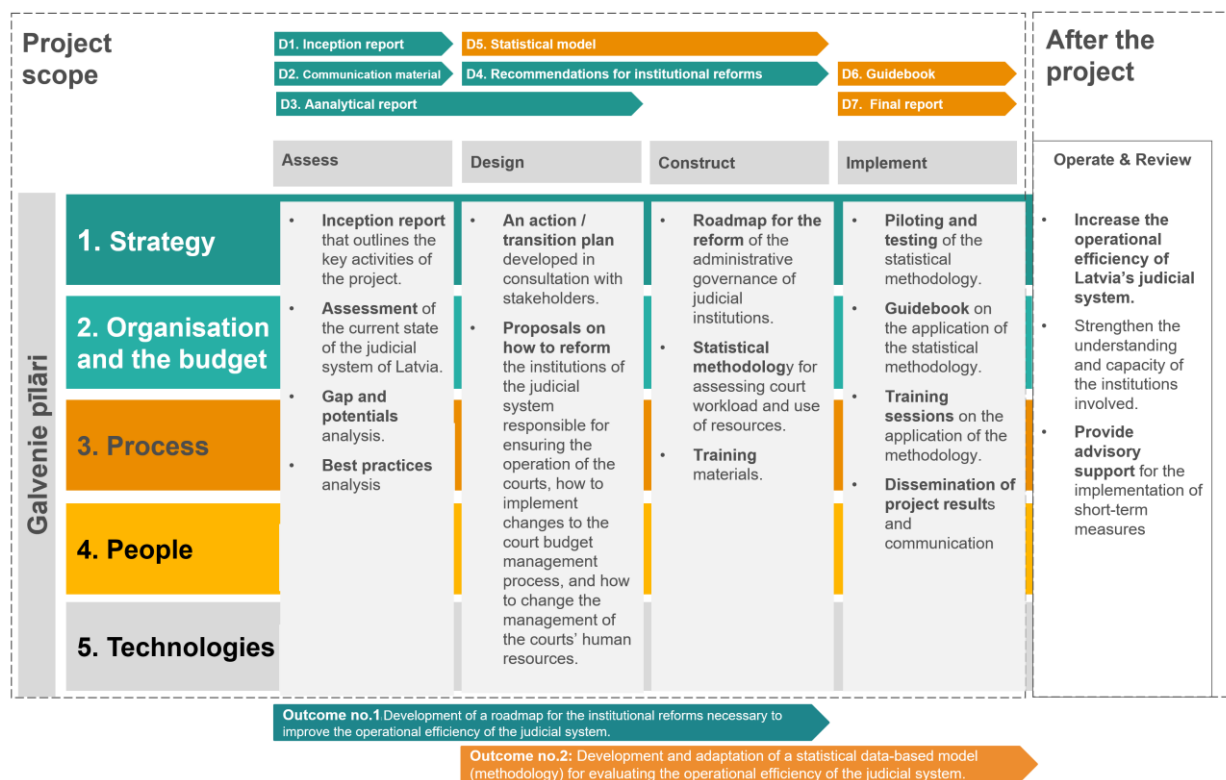 Project
scope
D1. Inception report
D2. Communication material
D3. Aanalytical report
D5. Statistical model
D4. Recommendations for institutional reforms
D6. Guidebook
D7. Final report
After the
project
Assess
Design
Construct
Implement
Operate & Review
Galvenie pīlāri
1. Strategy
2. Organisation
and the budget
3. Process
4. People
5. Technologies
• Inception report
that outlines the
key activities of
the project.
• Assessment of
the current state
of the judicial
system of Latvia.
• Gap and
potentials
analysis.
• Best practices
analysis
• An action /
transition plan
developed in
consultation with
stakeholders.
• Proposals on
how to reform
the institutions of
the judicial
system
responsible for
ensuring the
operation of the
courts, how to
implement
changes to the
court budget
management
process, and how
to change the
management of
the courts' human
resources.
• Roadmap for the
reform of the
administrative
governance of
judicial
institutions.
• Statistical
methodology for
assessing court
workload and use
of resources.
• Training
materials.
• Piloting and
testing of the
statistical
methodology.
• Guidebook on
the application of
the statistical
methodology.
• Training
sessions on the
application of the
methodology.
• Dissemination of
project results
and
communication
• Increase the
operational
efficiency of
Latvia's judicial
system.
• Strengthen the
understanding
and capacity of
the institutions
involved.
• Provide
advisory
support for the
implementation of
short-term
measures
Outcome no.1 Development of a roadmap for the institutional reforms necessary to
improve the operational efficiency of the judicial system.
Outcome no.2: Development and adaptation of a statistical data-based model
(methodology) for evaluating the operational efficiency of the judicial system.